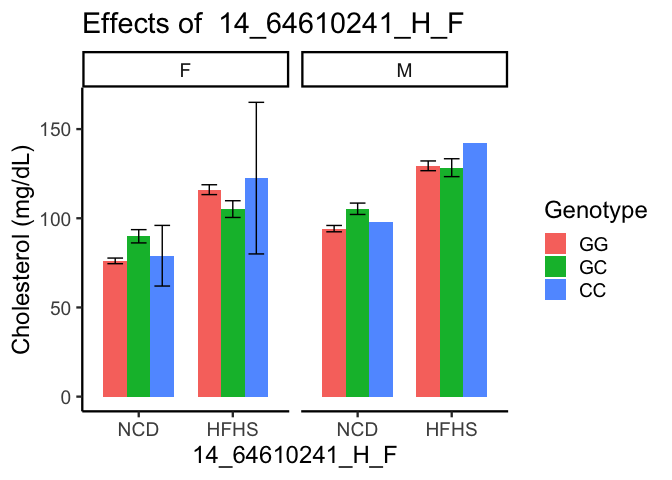 Effects of  14_64610241_H_F
F
M
Cholesterol (mg/dL)
150
100
50
0
NCD
HFHS
NCD
HFHS
14_64610241_H_F
Genotype
GG
GC
CC